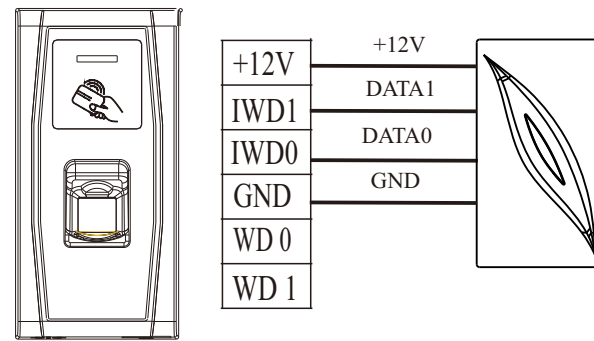 +12V +12V
IWD1 DATA1
IWD0 DATA0
GND GND
WD 0
WD 1